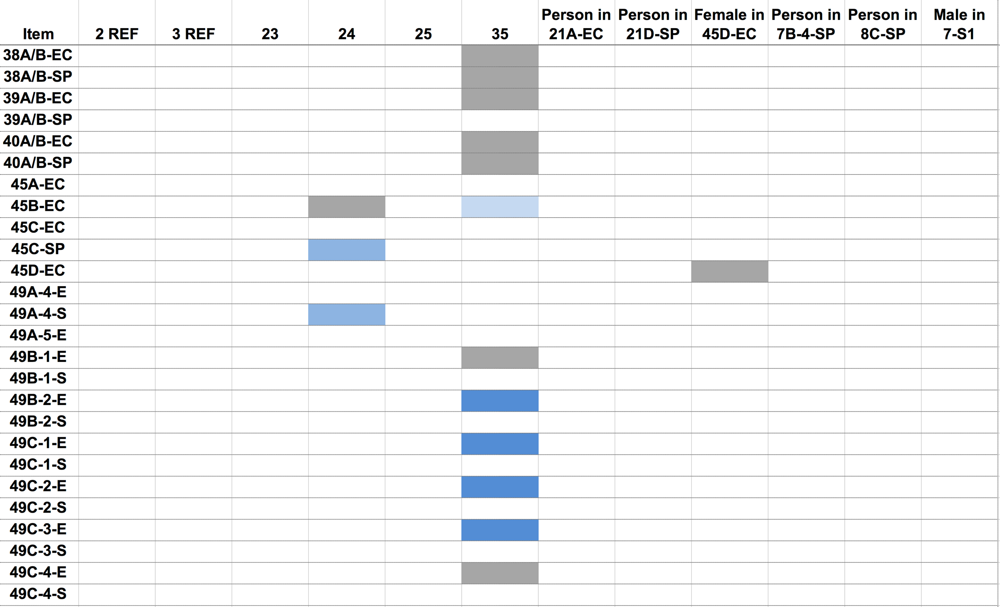 Item 2 REF 3 REF 23 24 25 35 Person in 21A-EC Person in 21D-SP Female in 45D-EC Person in 7B-4-SP Person in 8C-SP Male in 7-S1
38A/B-EC
38A/B-SP
39A/B-EC
39A/B-SP
40A/B-EC
40A/B-SP
45A-EC
45B-EC
45C-EC
45C-SP
45D-EC
49A-4-E
49A-4-S
49A-5-E
49B-1-E
49B-1-S
49B-2-E
49B-2-S
49C-1-E
49C-1-S
49C-2-E
49C-2-S
49C-3-E
49C-3-S
49C-4-E
49C-4-S